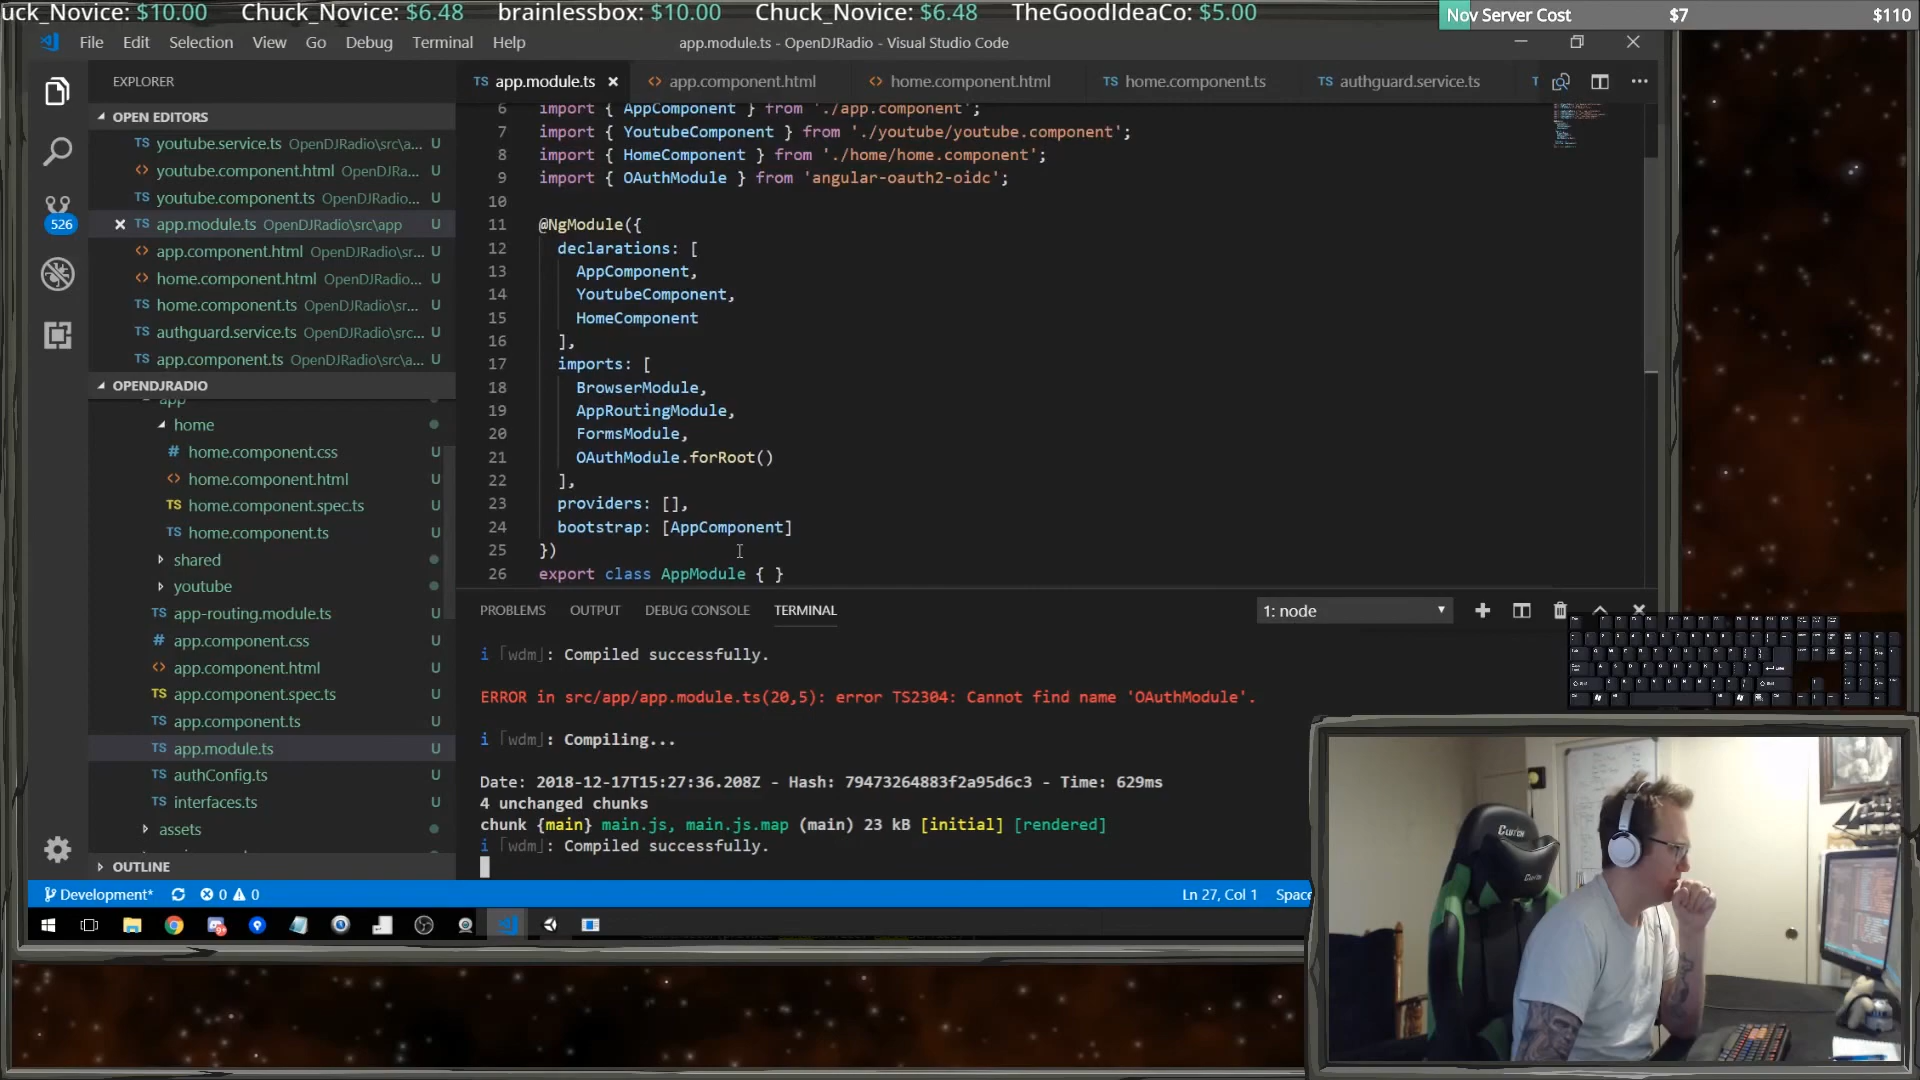 uck_Novice: $10.00 Chuck_Novice: $6.48 brainlessbox: $10.00 Chuck_Novice: $6.48 TheGoodIdeaCo: $5.00
Nov Server Cost $7 $110
File Edit Selection View Go Debug Terminal Help
app.module.ts - OpenDJRadio - Visual Studio Code
EXPLORER
TS app.module.ts
<> app.component.html
<> home.component.html
TS home.component.ts
TS authguard.service.ts
T
OPEN EDITORS
TS youtube.service.ts OpenDJRadio\src\a... U
<> youtube.component.html OpenDJRa... U
TS youtube.component.ts OpenDJRadio\... U
TS app.module.ts OpenDJRadio\src\app U
<> app.component.html OpenDJRadio\sr... U
<> home.component.html OpenDJRadio... U
TS home.component.ts OpenDJRadio\sr... U
TS authguard.service.ts OpenDJRadio\src... U
TS app.component.ts OpenDJRadio\src\a... U
526
OPENDJRADIO
app
home
# home.component.css U
<> home.component.html U
TS home.component.spec.ts U
TS home.component.ts U
shared
youtube
TS app-routing.module.ts U
# app.component.css U
<> app.component.html U
TS app.component.spec.ts U
TS app.component.ts U
TS app.module.ts U
TS authConfig.ts U
TS interfaces.ts U
assets
OUTLINE
6 import { AppComponent } from './app.component';
7 import { YoutubeComponent } from './youtube/youtube.component';
8 import { HomeComponent } from './home/home.component';
9 import { OAuthModule } from 'angular-oauth2-oidc';
10
11 @NgModule({
12 declarations: [
13 AppComponent,
14 YoutubeComponent,
15 HomeComponent
16 ],
17 imports: [
18 BrowserModule,
19 AppRoutingModule,
20 FormsModule,
21 OAuthModule.forRoot()
22 ],
23 providers: [],
24 bootstrap: [AppComponent]
25 })
26 export class AppModule { }
PROBLEMS OUTPUT DEBUG CONSOLE TERMINAL
1: node
i ｢wdm｣: Compiled successfully.
ERROR in src/app/app.module.ts(20,5): error TS2304: Cannot find name 'OAuthModule'.
i ｢wdm｣: Compiling...
Date: 2018-12-17T15:27:36.208Z - Hash: 79473264883f2a95d6c3 - Time: 629ms
4 unchanged chunks
chunk {main} main.js, main.js.map (main) 23 kB [initial] [rendered]
i ｢wdm｣: Compiled successfully.
Development* 0 0
Ln 27, Col 1 Spac
CLUTCH